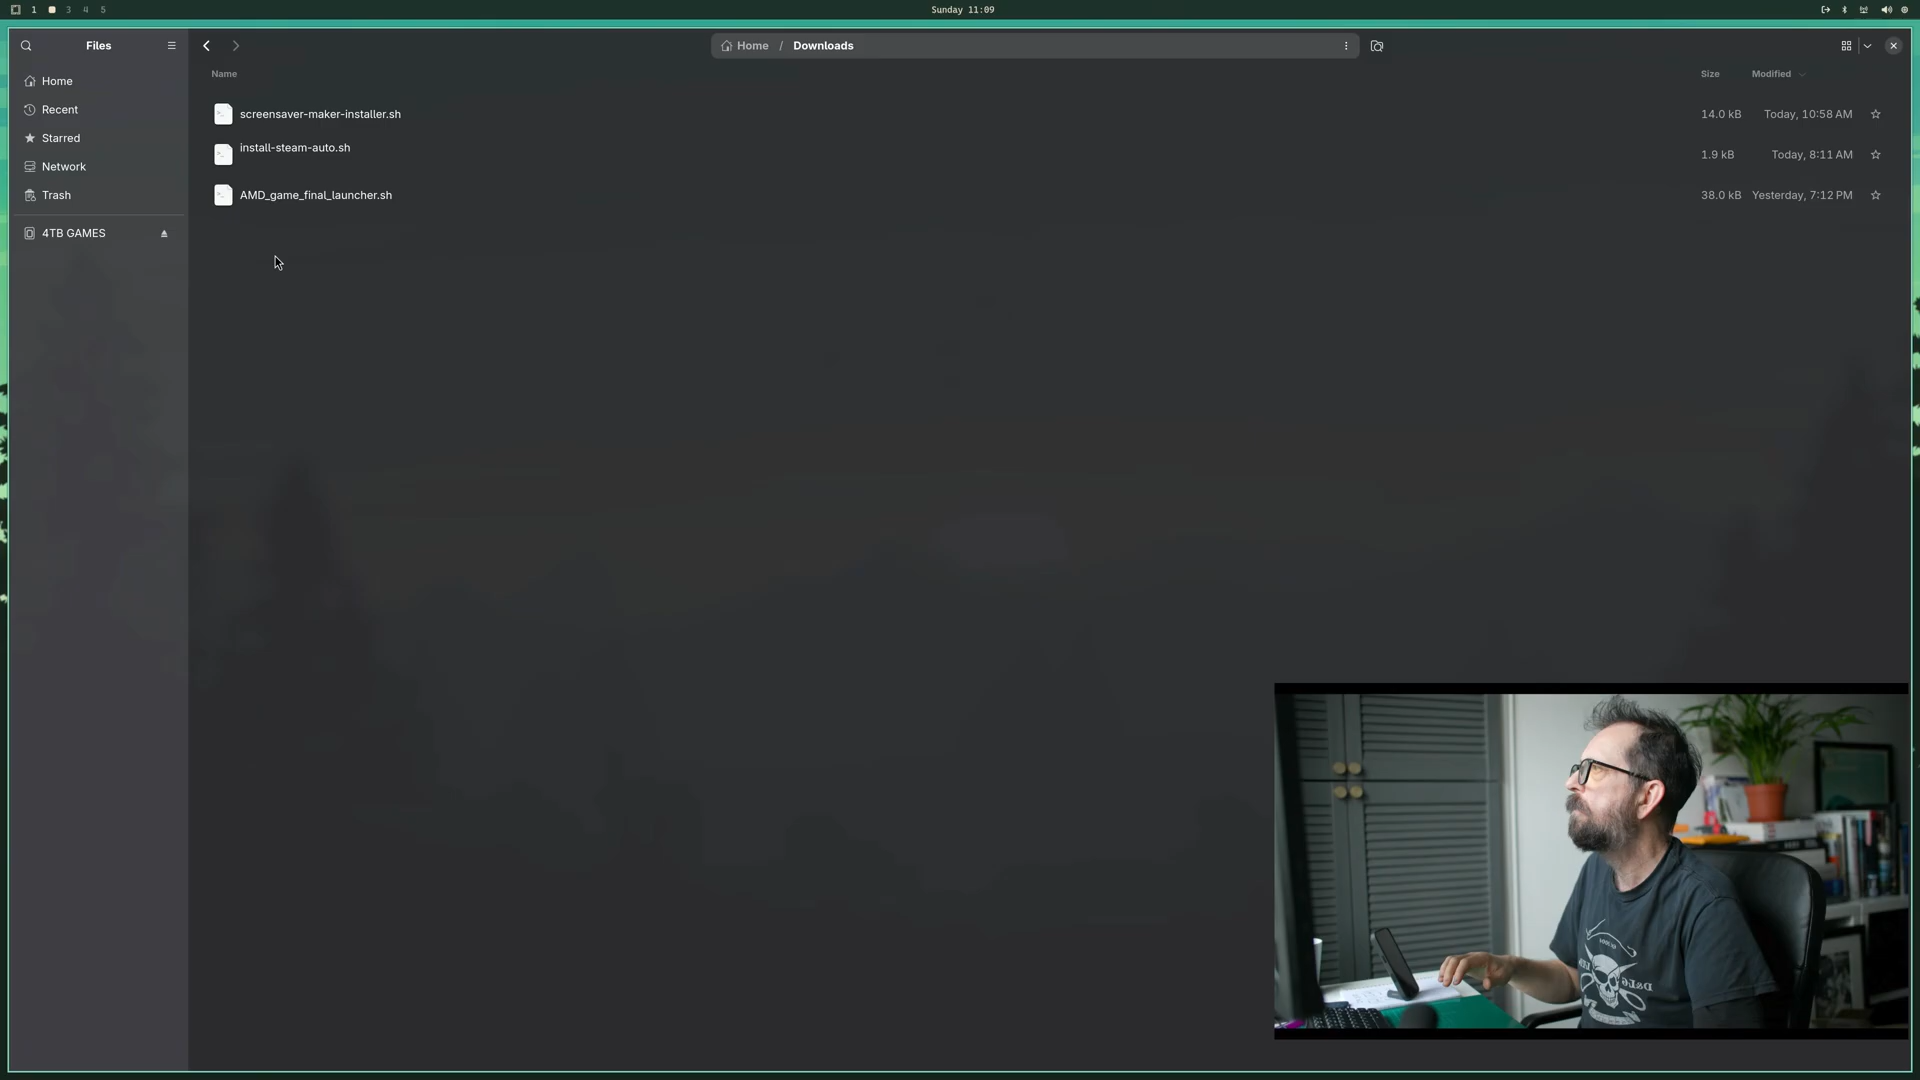 1 3 4 5
Sunday 11:09
Files
Home / Downloads
Home
Recent
Starred
Network
Trash
4TB GAMES
Name Size Modified
screensaver-maker-installer.sh 14.0 kB Today, 10:58 AM
install-steam-auto.sh 1.9 kB Today, 8:11 AM
AMD_game_final_launcher.sh 38.0 kB Yesterday, 7:12 PM